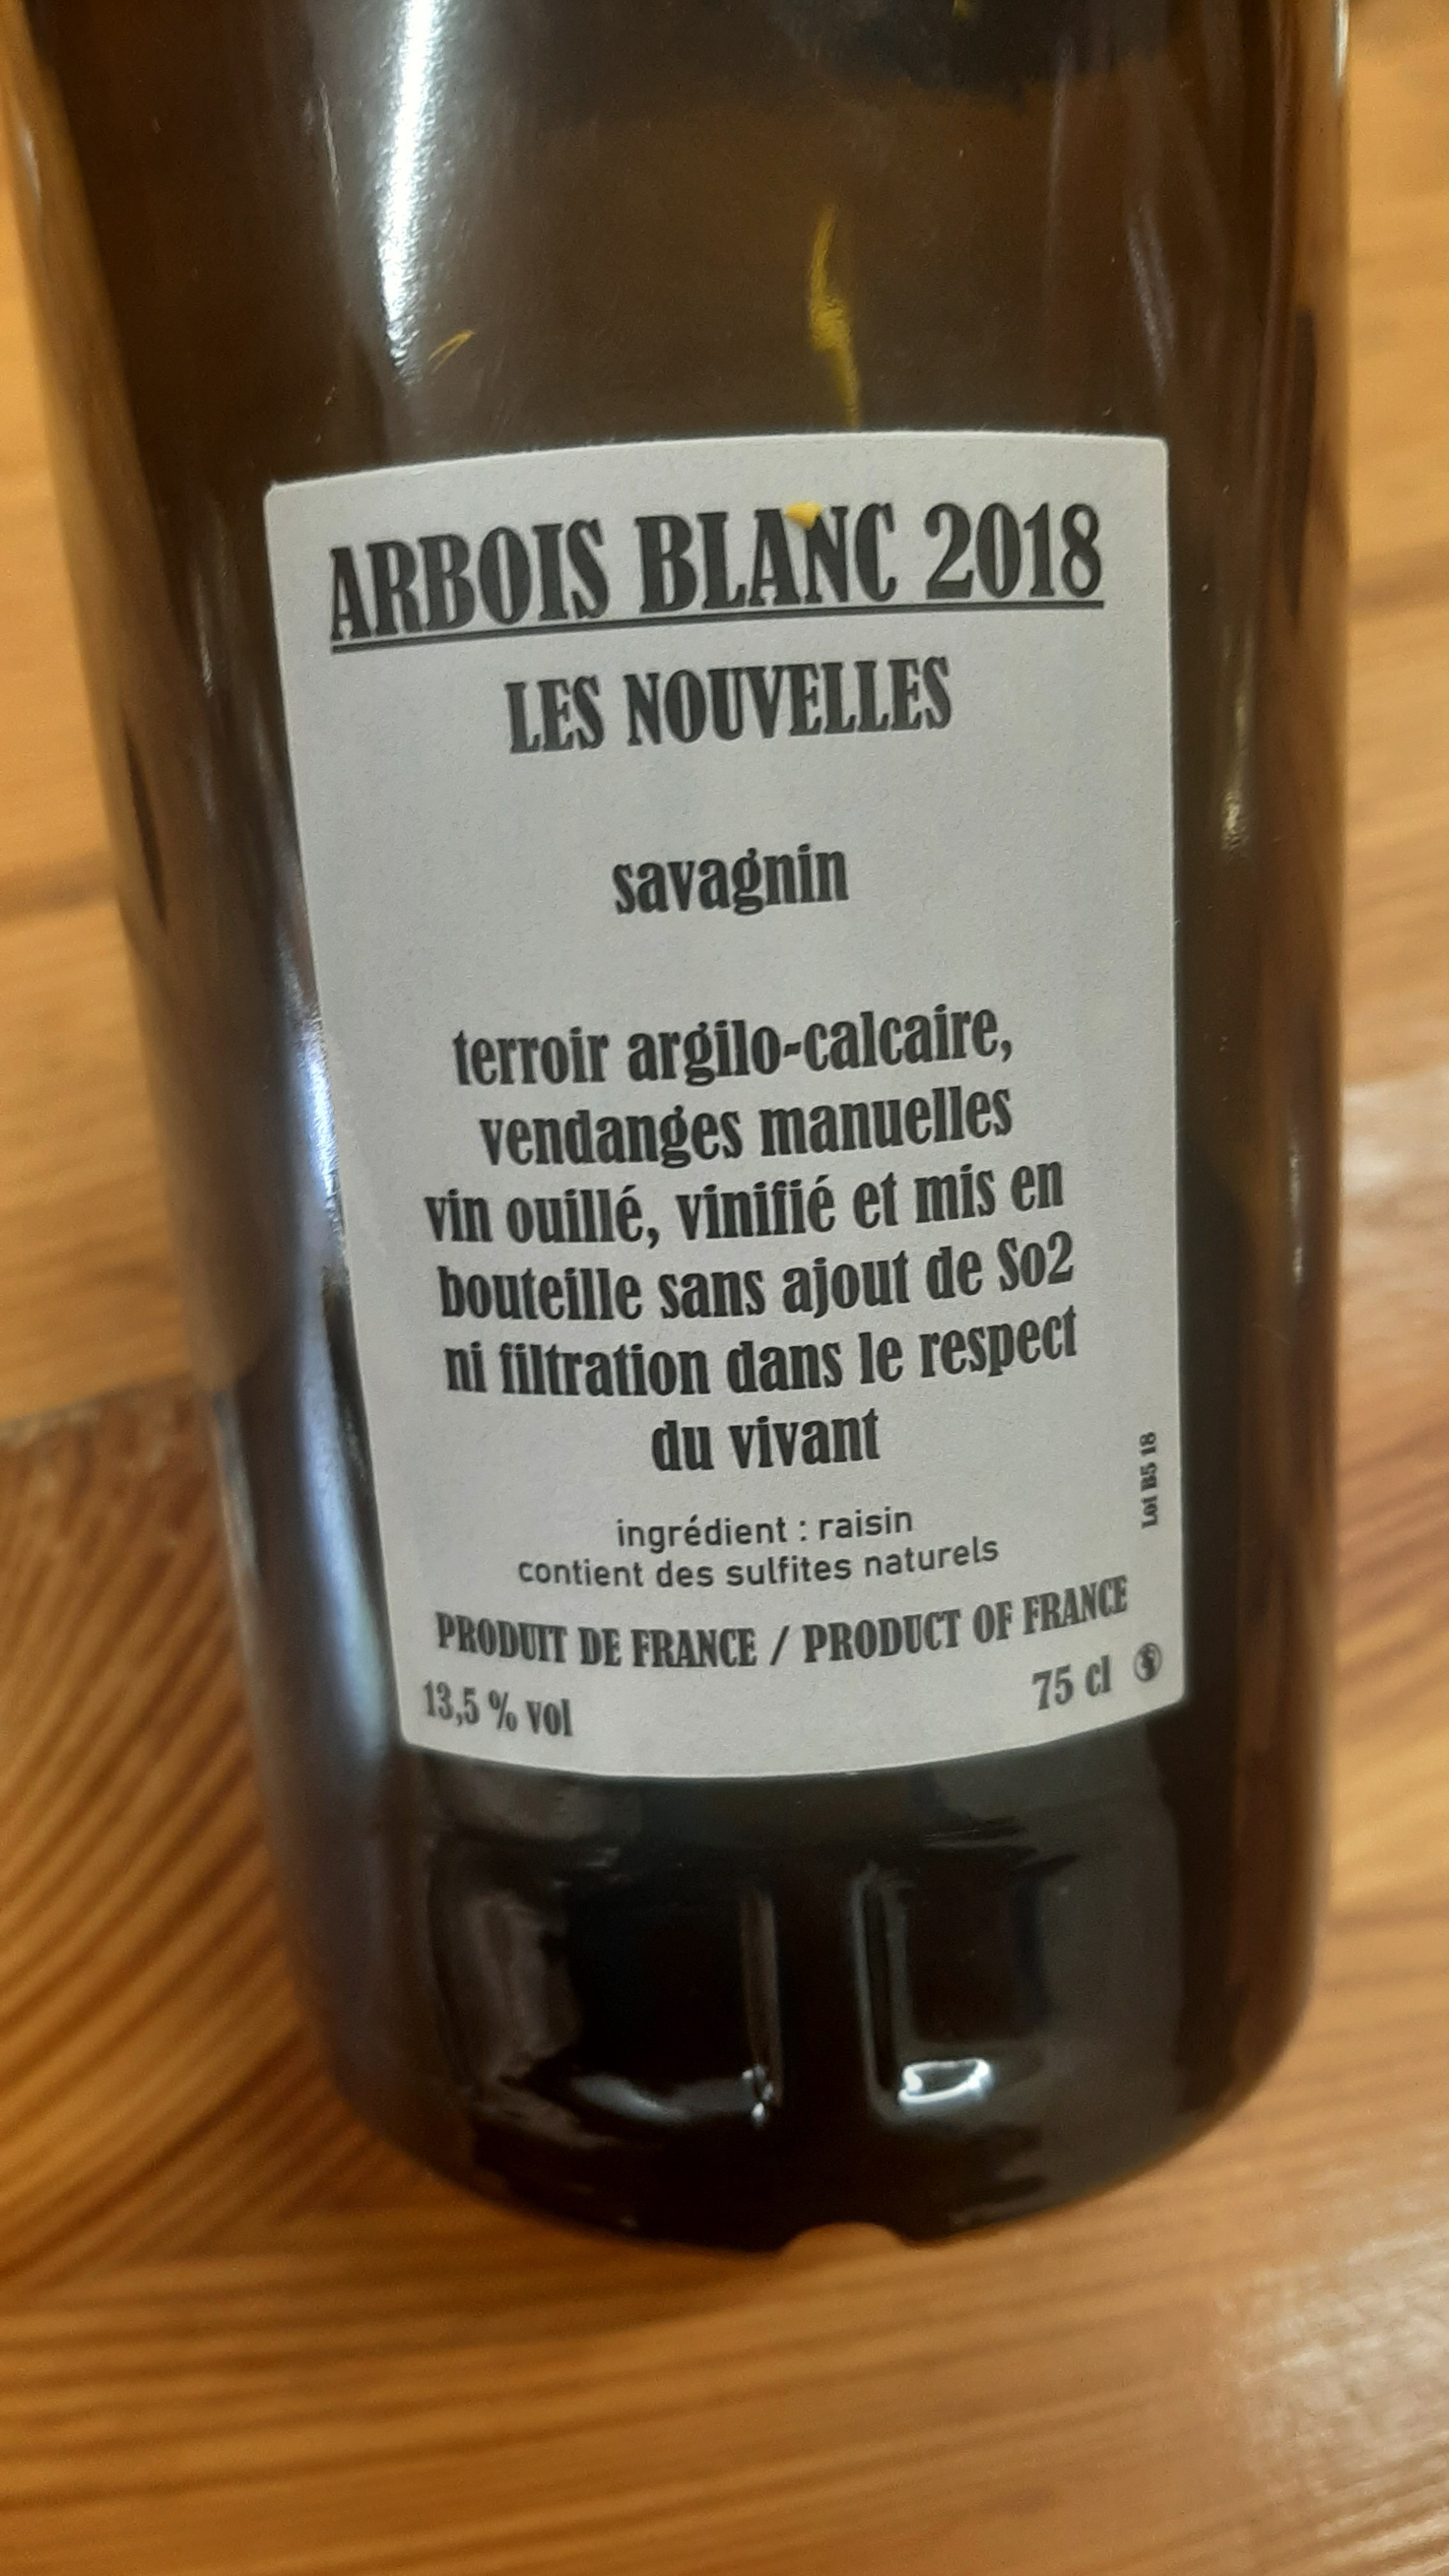 ARBOIS BLANC 2018
LES NOUVELLES
savagnin
terroir argilo-calcaire,
vendanges manuelles
vin ouillé, vinifié et mis en
bouteille sans ajout de So2
ni filtration dans le respect
du vivant
Lot B5 18
ingrédient : raisin
contient des sulfites naturels
PRODUIT DE FRANCE / PRODUCT OF FRANCE
13,5 % vol
75 cl